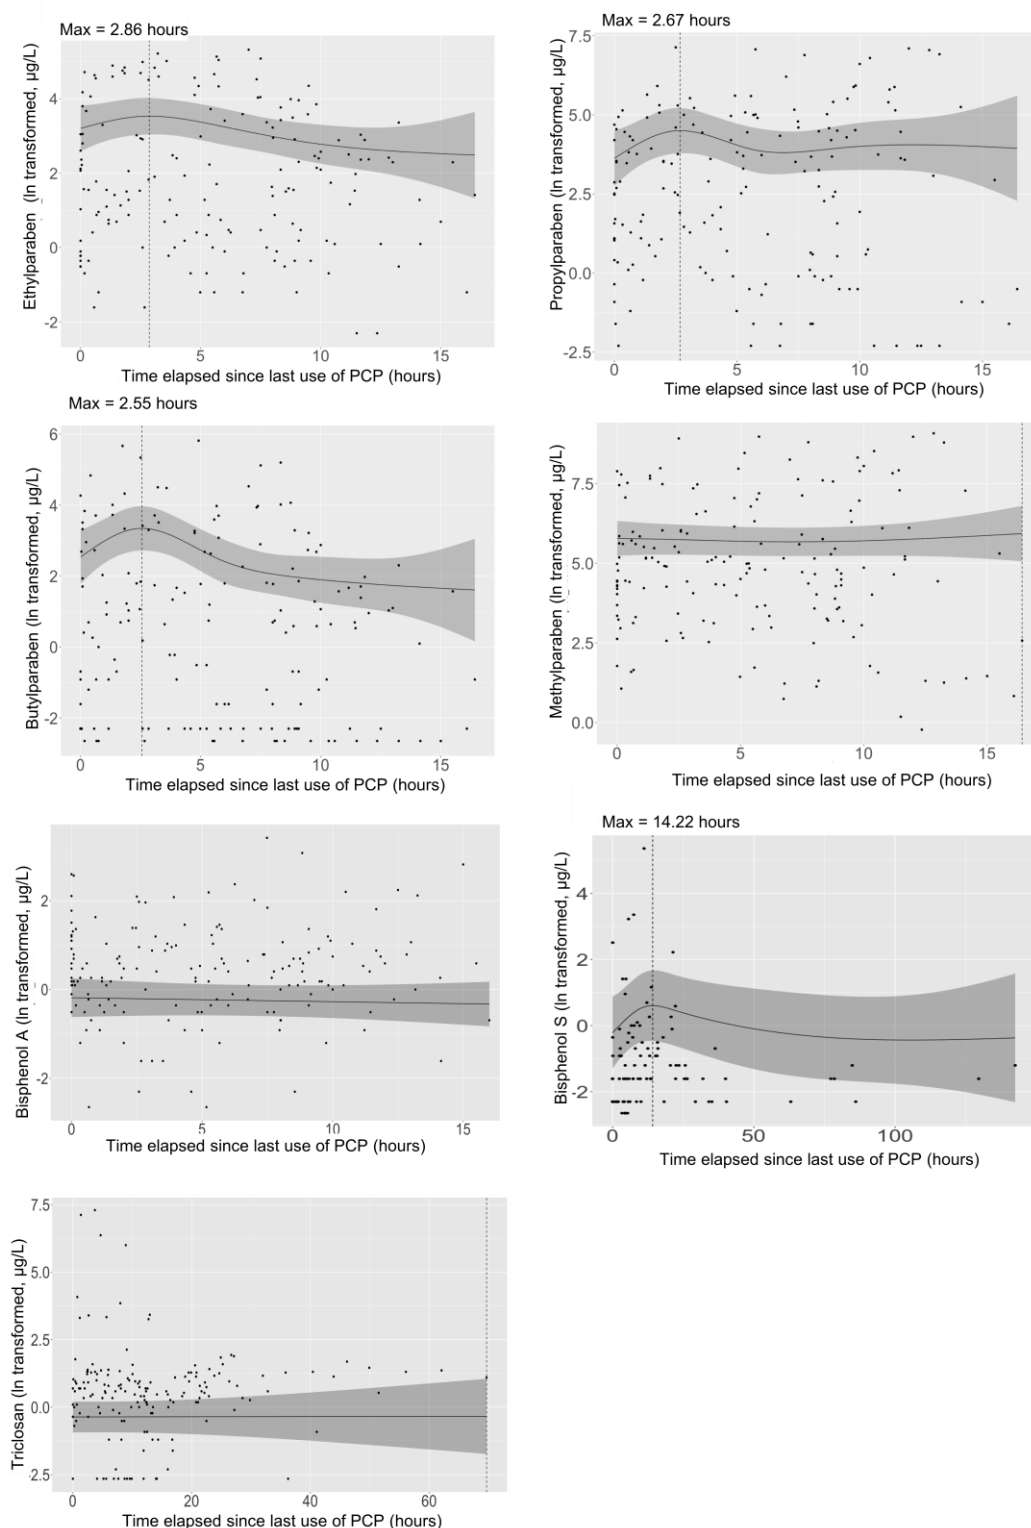 Max = 2.86 hours
4
2
0
-2
Ethylparaben (ln transformed, µg/L)
0 5 10 15
Time elapsed since last use of PCP (hours)
Max = 2.67 hours
7.5
5.0
2.5
0.0
-2.5
Propylparaben (ln transformed, µg/L)
0 5 10 15
Time elapsed since last use of PCP (hours)
Max = 2.55 hours
6
4
2
0
-2
Butylparaben (ln transformed, µg/L)
0 5 10 15
Time elapsed since last use of PCP (hours)
7.5
5.0
2.5
0.0
Methylparaben (ln transformed, µg/L)
0 5 10 15
Time elapsed since last use of PCP (hours)
2
0
-2
Bisphenol A (ln transformed, µg/L)
0 5 10 15
Time elapsed since last use of PCP (hours)
Max = 14.22 hours
4
2
0
-2
Bisphenol S (ln transformed, µg/L)
0 50 100
Time elapsed since last use of PCP (hours)
7.5
5.0
2.5
0.0
-2.5
Triclosan (ln transformed, µg/L)
0 20 40 60
Time elapsed since last use of PCP (hours)